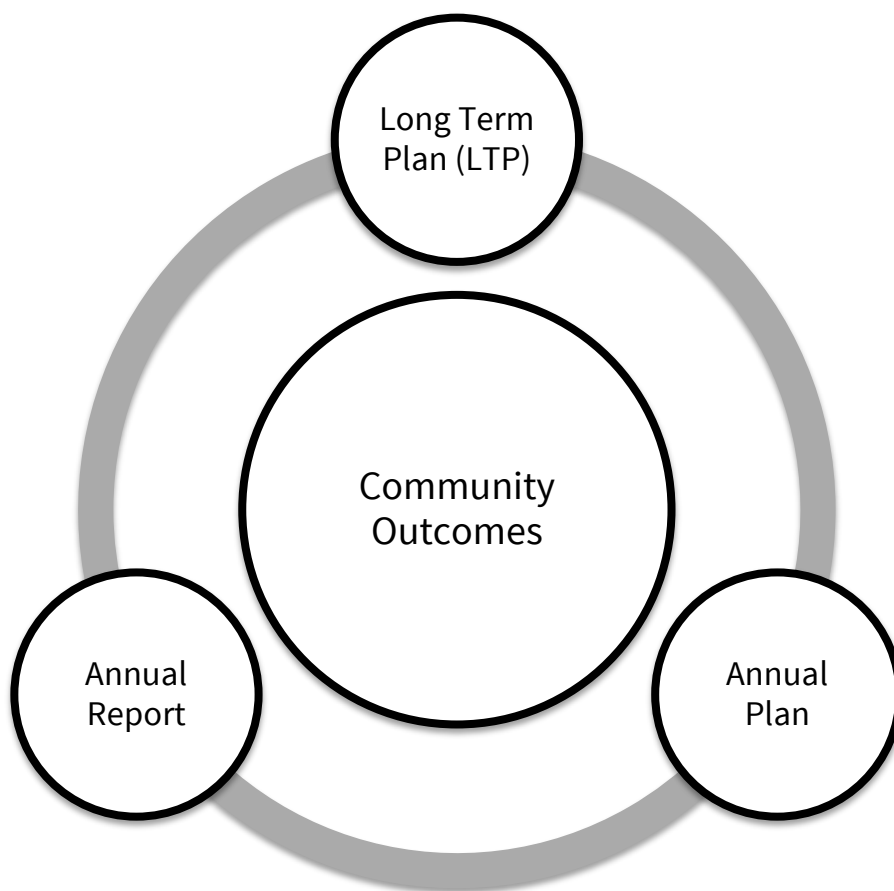 Long Term
Plan (LTP)
Community
Outcomes
Annual
Report
Annual
Plan